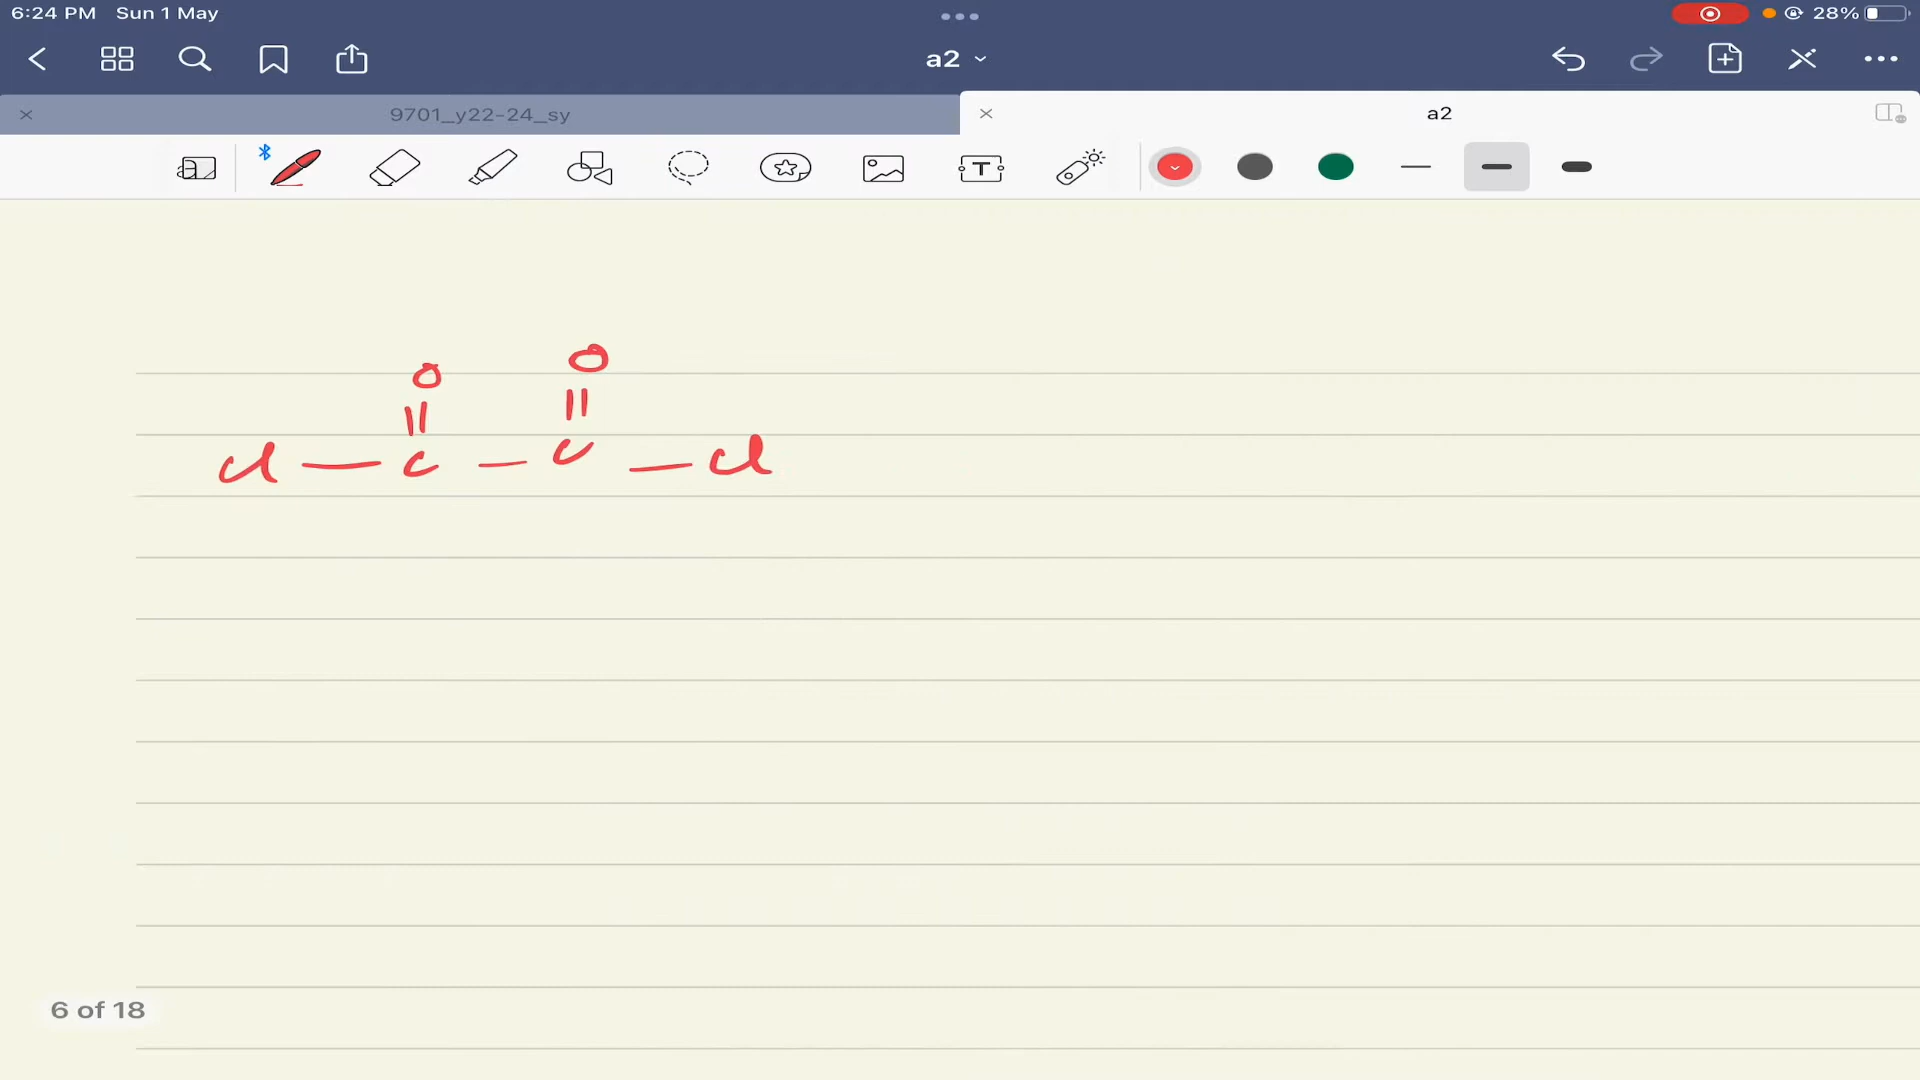 6:24 PM Sun 1 May
28%
a2
9701_y22-24_sy
a2
T
O O
Cl — C — C — Cl
6 of 18